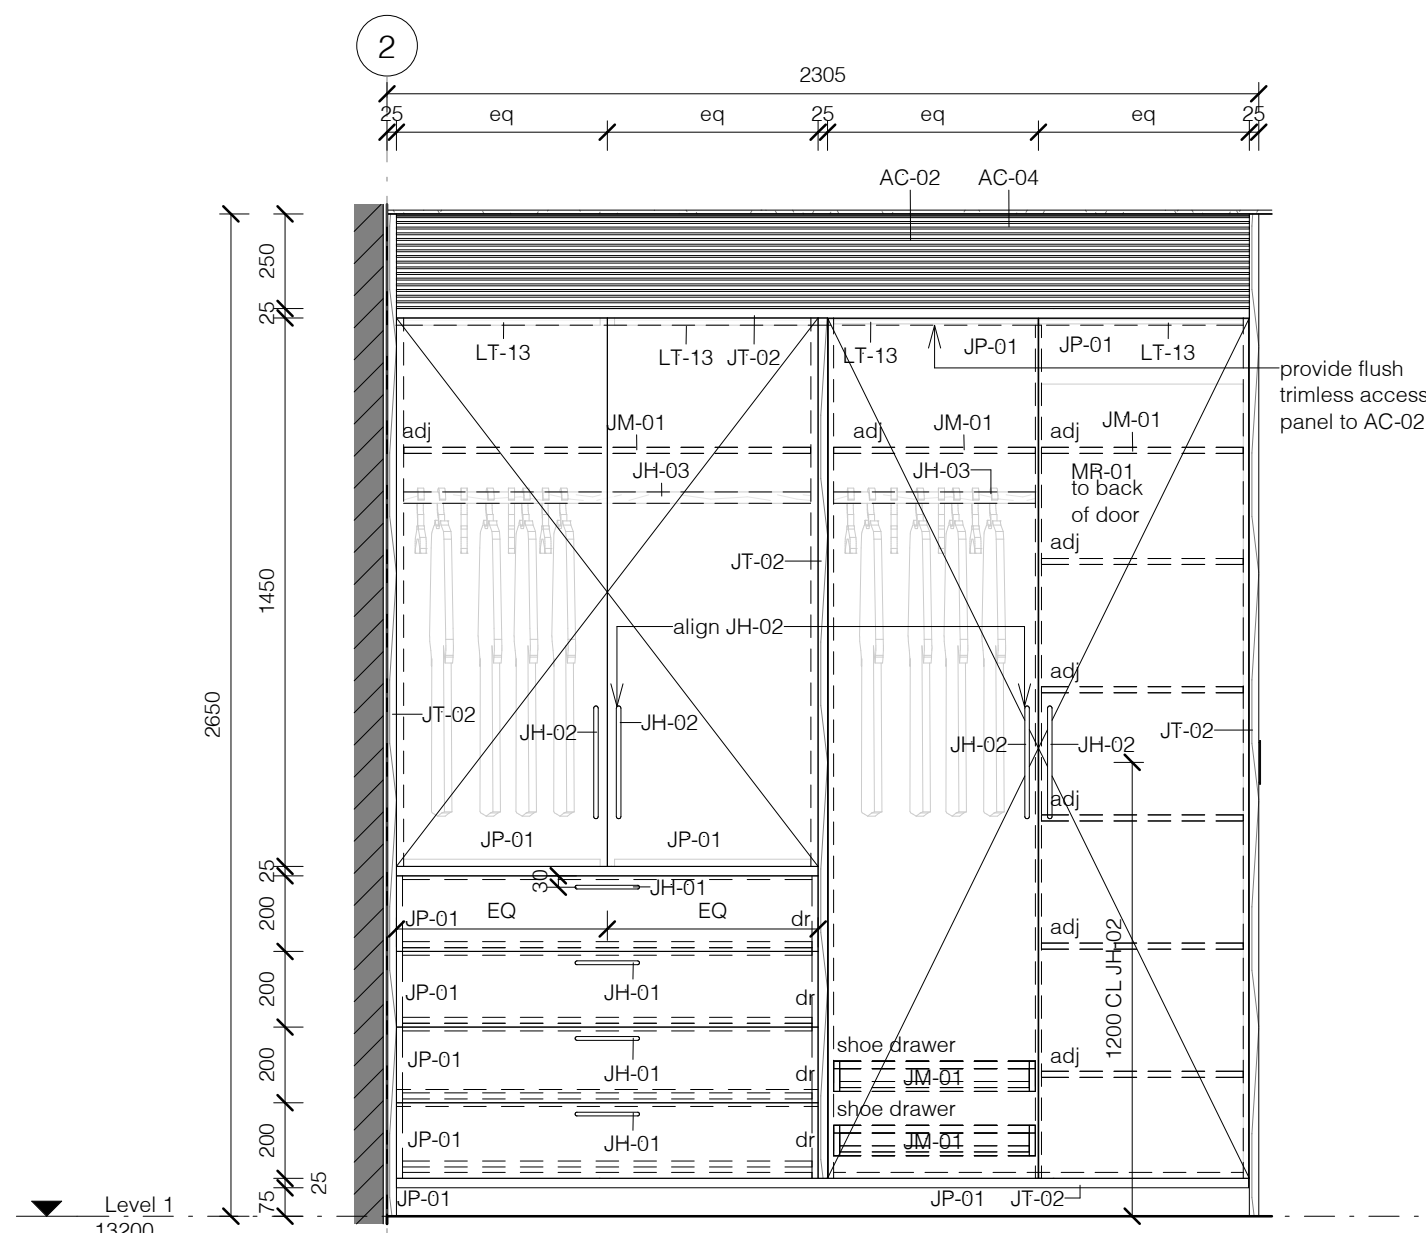 2
2305
25
eq
eq
25
eq
eq
25
AC-02
AC-04
250
25
LT-13
LT-13
JT-02
LT-13
JP-01
JP-01
LT-13
provide flush
trimless access
panel to AC-02
adj
JM-01
adj
JM-01
adj
JM-01
JH-03
JH-03
MR-01
to back
of door
adj
JT-02
1450
align JH-02
adj
2650
JT-02
JH-02
JH-02
JH-02
JH-02
JT-02
adj
JP-01
JP-01
25
30
JH-01
200
JP-01
EQ
EQ
dr
adj
1200 CL JH-02
200
JP-01
JH-01
dr
200
JP-01
JH-01
dr
shoe drawer
JM-01
adj
200
JP-01
JH-01
dr
shoe drawer
JM-01
25
75
JP-01
JP-01
JT-02
Level 1
13200